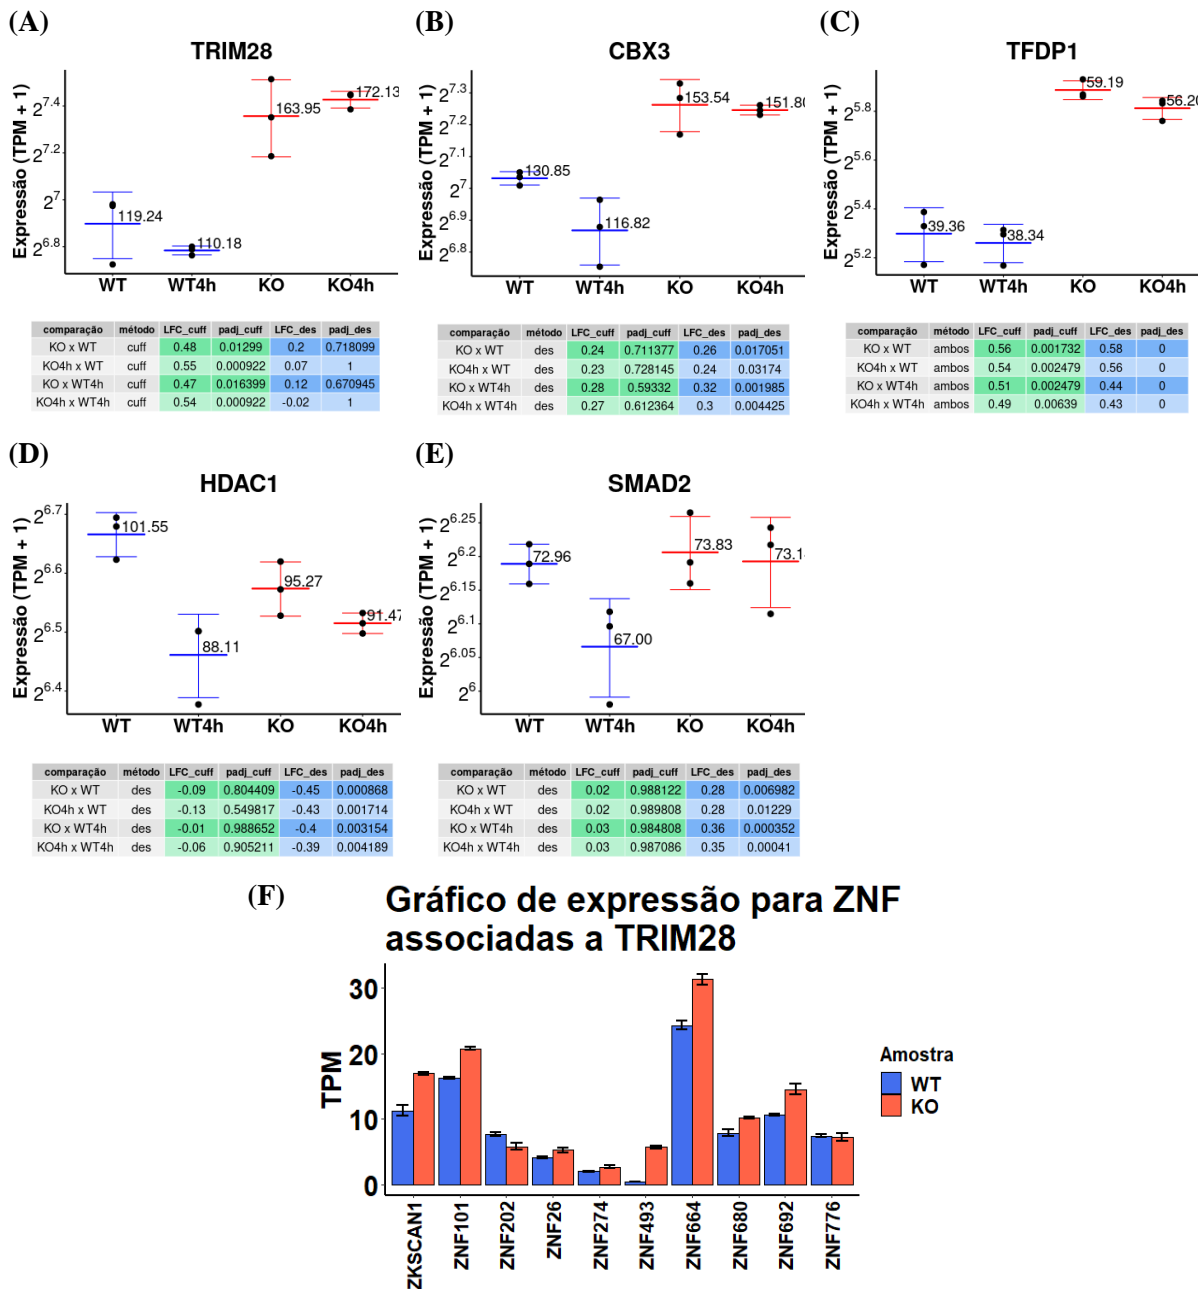 (A)
TRIM28
Expressão (TPM + 1)
2^7.4
2^7.2
2^7
2^6.8
119.24
110.18
163.95
172.13
WT WT4h KO KO4h
comparação método LFC_cuff padj_cuff LFC_des padj_des
KO x WT cuff 0.48 0.01299 0.2 0.718099
KO4h x WT cuff 0.55 0.000922 0.07 1
KO x WT4h cuff 0.47 0.016399 0.12 0.670945
KO4h x WT4h cuff 0.54 0.000922 -0.02 1
(B)
CBX3
Expressão (TPM + 1)
2^7.3
2^7.2
2^7.1
2^7
2^6.9
2^6.8
130.85
116.82
153.54
151.80
WT WT4h KO KO4h
comparação método LFC_cuff padj_cuff LFC_des padj_des
KO x WT des 0.24 0.711377 0.26 0.017051
KO4h x WT des 0.23 0.728145 0.24 0.03174
KO x WT4h des 0.28 0.59332 0.32 0.001985
KO4h x WT4h des 0.27 0.612364 0.3 0.004425
(C)
TFDP1
Expressão (TPM + 1)
2^5.8
2^5.6
2^5.4
2^5.2
39.36
38.34
59.19
56.20
WT WT4h KO KO4h
comparação método LFC_cuff padj_cuff LFC_des padj_des
KO x WT ambos 0.56 0.001732 0.58 0
KO4h x WT ambos 0.54 0.002479 0.56 0
KO x WT4h ambos 0.51 0.002479 0.44 0
KO4h x WT4h ambos 0.49 0.00639 0.43 0
(D)
HDAC1
Expressão (TPM + 1)
2^6.7
2^6.6
2^6.5
2^6.4
101.55
88.11
95.27
91.47
WT WT4h KO KO4h
comparação método LFC_cuff padj_cuff LFC_des padj_des
KO x WT des -0.09 0.804409 -0.45 0.000868
KO4h x WT des -0.13 0.549817 -0.43 0.001714
KO x WT4h des -0.01 0.988652 -0.4 0.003154
KO4h x WT4h des -0.06 0.905211 -0.39 0.004189
(E)
SMAD2
Expressão (TPM + 1)
2^6.25
2^6.2
2^6.15
2^6.1
2^6.05
2^6
72.96
67.00
73.83
WT WT4h KO KO4h
comparação método LFC_cuff padj_cuff LFC_des padj_des
KO x WT des 0.02 0.988122 0.28 0.006982
KO4h x WT des 0.02 0.989808 0.28 0.01229
KO x WT4h des 0.03 0.984808 0.36 0.000352
KO4h x WT4h des 0.03 0.987086 0.35 0.00041
(F)
Gráfico de expressão para ZNF
associadas a TRIM28
TPM
30
20
10
0
ZKSCAN1
ZNF101
ZNF202
ZNF26
ZNF274
ZNF493
ZNF664
ZNF680
ZNF692
ZNF776
Amostra
WT
KO